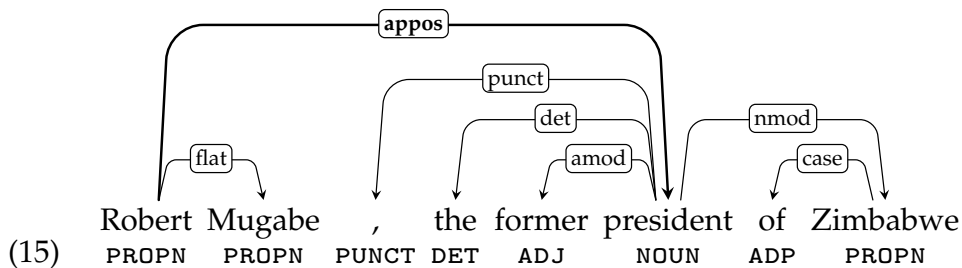 appos
punct
det nmod
flat amod case
Robert Mugabe , the former president of Zimbabwe
(15) PROPN PROPN PUNCT DET ADJ NOUN ADP PROPN